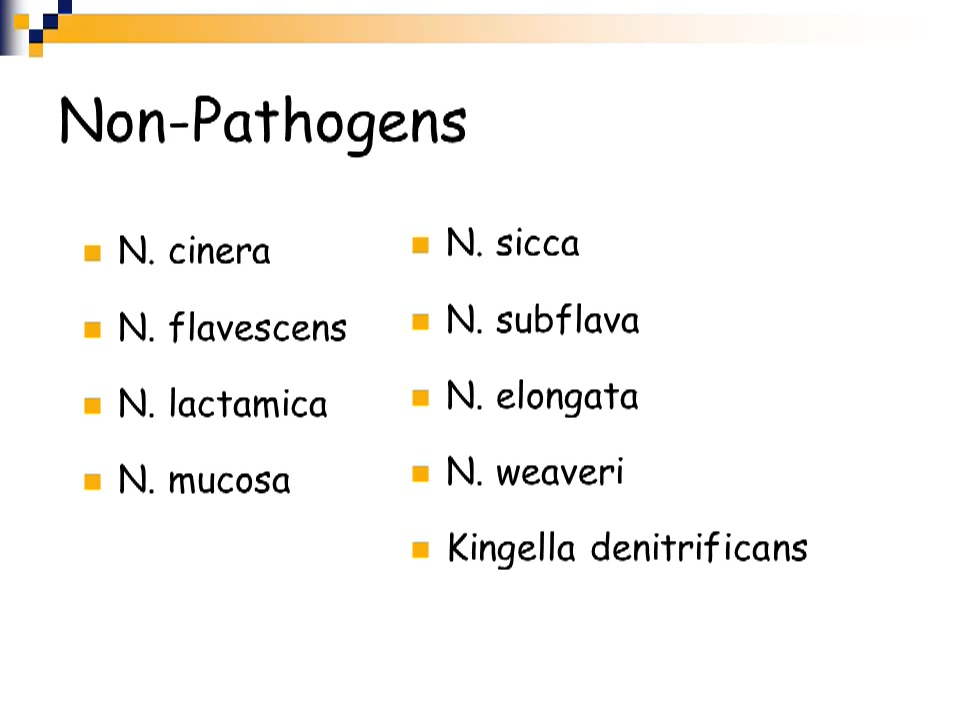 Non-Pathogens
N. cinera
N. flavescens
N. lactamica
N. mucosa
N. sicca
N. subflava
N. elongata
N. weaveri
Kingella denitrificans